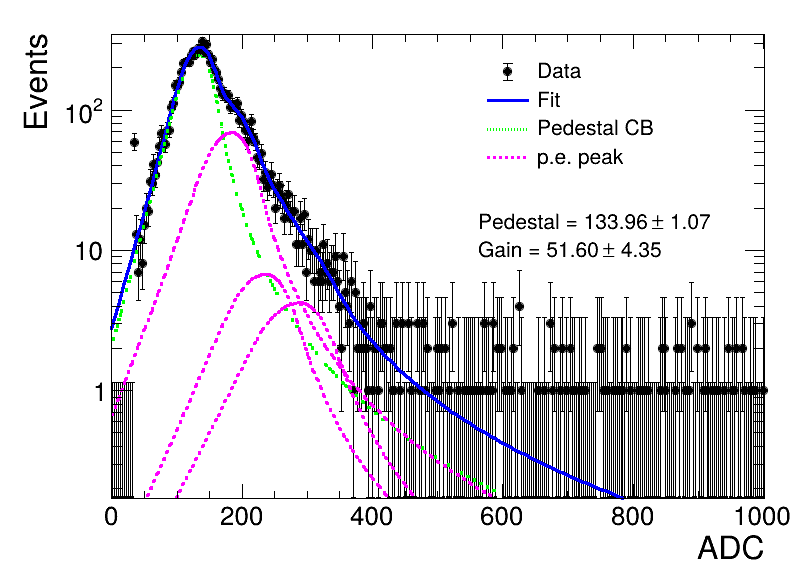 Events
10²
10
1
Data
Fit
Pedestal CB
p.e. peak
Pedestal = 133.96 ± 1.07
Gain = 51.60 ± 4.35
0 200 400 600 800 1000
ADC